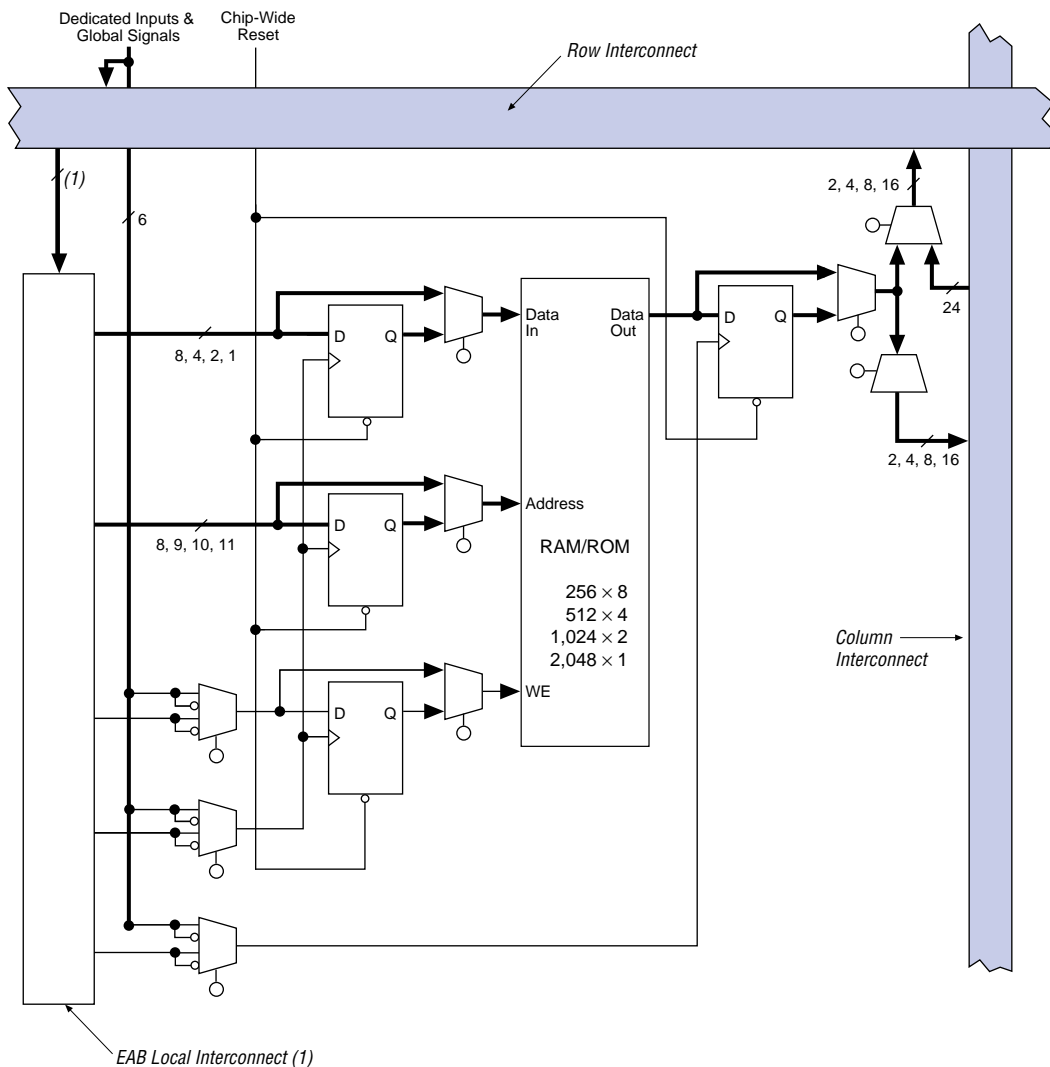 Dedicated Inputs &
Global Signals
Chip-Wide
Reset
Row Interconnect
(1)
6
2, 4, 8, 16
24
D
Q
8, 4, 2, 1
Data
In
Data
Out
D
Q
2, 4, 8, 16
D
Q
8, 9, 10, 11
Address
RAM/ROM
256 × 8
512 × 4
1,024 × 2
2,048 × 1
Column
Interconnect
D
Q
WE
EAB Local Interconnect (1)